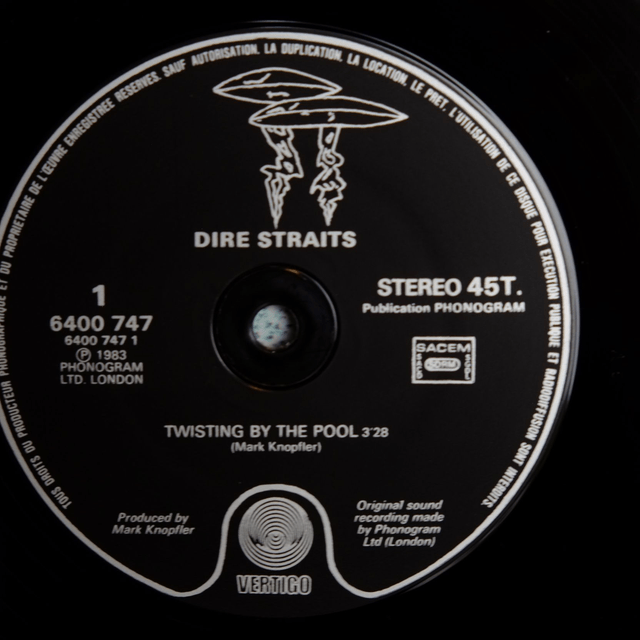 TOUS DROITS DU PRODUCTEUR PHONOGRAPHIQUE ET DU PROPRIETAIRE DE L'ŒUVRE ENREGISTREE RESERVES. SAUF AUTORISATION, LA DUPLICATION, LA LOCATION, LE PRET, L'UTILISATION DE CE DISQUE POUR EXECUTION PUBLIQUE ET RADIODIFFUSION SONT INTERDITS
DIRE STRAITS
1
6400 747
6400 747 1
Ⓟ 1983
PHONOGRAM
LTD. LONDON
STEREO 45T.
Publication PHONOGRAM
SACEM
TWISTING BY THE POOL 3'28
(Mark Knopfler)
Produced by
Mark Knopfler
Original sound
recording made
by Phonogram
Ltd (London)
VERTIGO